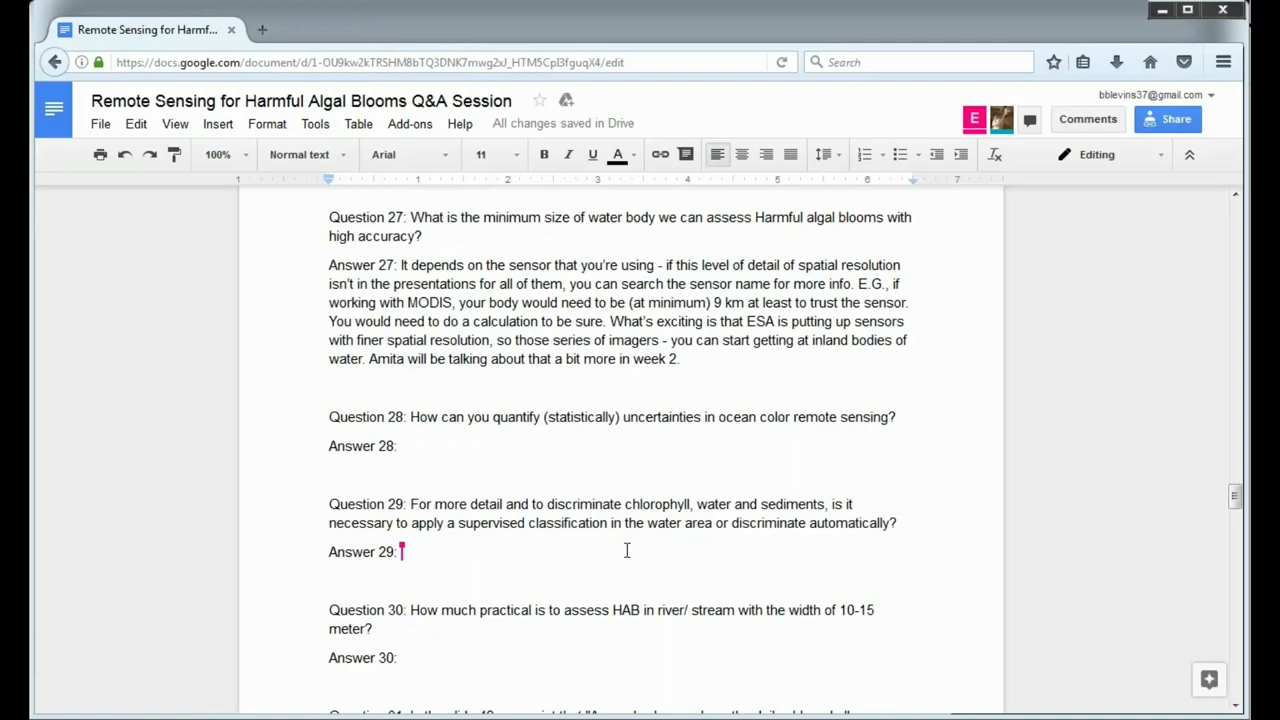 Remote Sensing for Harmf...
https://docs.google.com/document/d/1-OU9kw2kTRSHM8bTQ3DNK7mwg2xJ_HTM5CpI3fguqX4/edit
Search
Remote Sensing for Harmful Algal Blooms Q&A Session
bblevins37@gmail.com
File Edit View Insert Format Tools Table Add-ons Help All changes saved in Drive
E
Comments
Share
100% Normal text Arial 11 B I U A Editing
1 1 2 3 4 5 6 7
Question 27: What is the minimum size of water body we can assess Harmful algal blooms with
high accuracy?
Answer 27: It depends on the sensor that you're using - if this level of detail of spatial resolution
isn't in the presentations for all of them, you can search the sensor name for more info. E.G., if
working with MODIS, your body would need to be (at minimum) 9 km at least to trust the sensor.
You would need to do a calculation to be sure. What's exciting is that ESA is putting up sensors
with finer spatial resolution, so those series of imagers - you can start getting at inland bodies of
water. Amita will be talking about that a bit more in week 2.
Question 28: How can you quantify (statistically) uncertainties in ocean color remote sensing?
Answer 28:
Question 29: For more detail and to discriminate chlorophyll, water and sediments, is it
necessary to apply a supervised classification in the water area or discriminate automatically?
Answer 29:
Question 30: How much practical is to assess HAB in river/ stream with the width of 10-15
meter?
Answer 30: